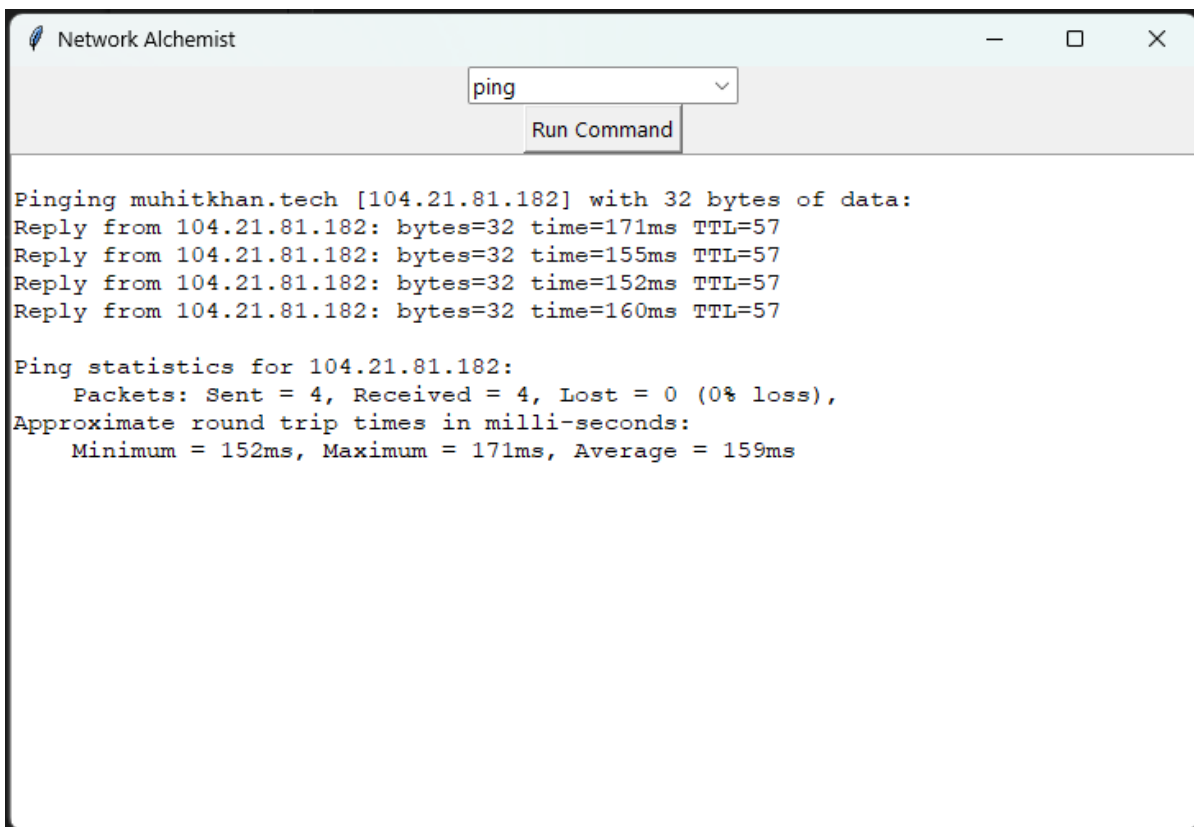 Network Alchemist
ping
Run Command
Pinging muhitkhan.tech [104.21.81.182] with 32 bytes of data:
Reply from 104.21.81.182: bytes=32 time=171ms TTL=57
Reply from 104.21.81.182: bytes=32 time=155ms TTL=57
Reply from 104.21.81.182: bytes=32 time=152ms TTL=57
Reply from 104.21.81.182: bytes=32 time=160ms TTL=57
Ping statistics for 104.21.81.182:
Packets: Sent = 4, Received = 4, Lost = 0 (0% loss),
Approximate round trip times in milli-seconds:
Minimum = 152ms, Maximum = 171ms, Average = 159ms